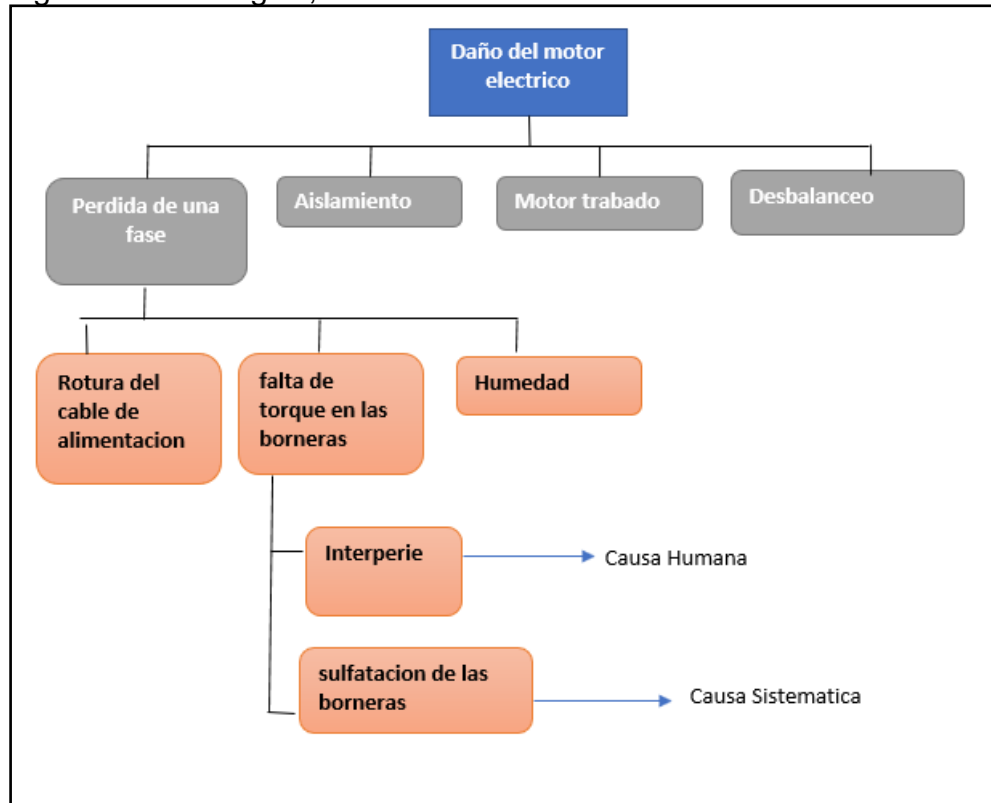 Daño del motor
electrico
Perdida de una
fase
Aislamiento
Motor trabado
Desbalanceo
Rotura del
cable de
alimentacion
falta de
torque en las
borneras
Humedad
Interperie
Causa Humana
sulfatacion de las
borneras
Causa Sistematica